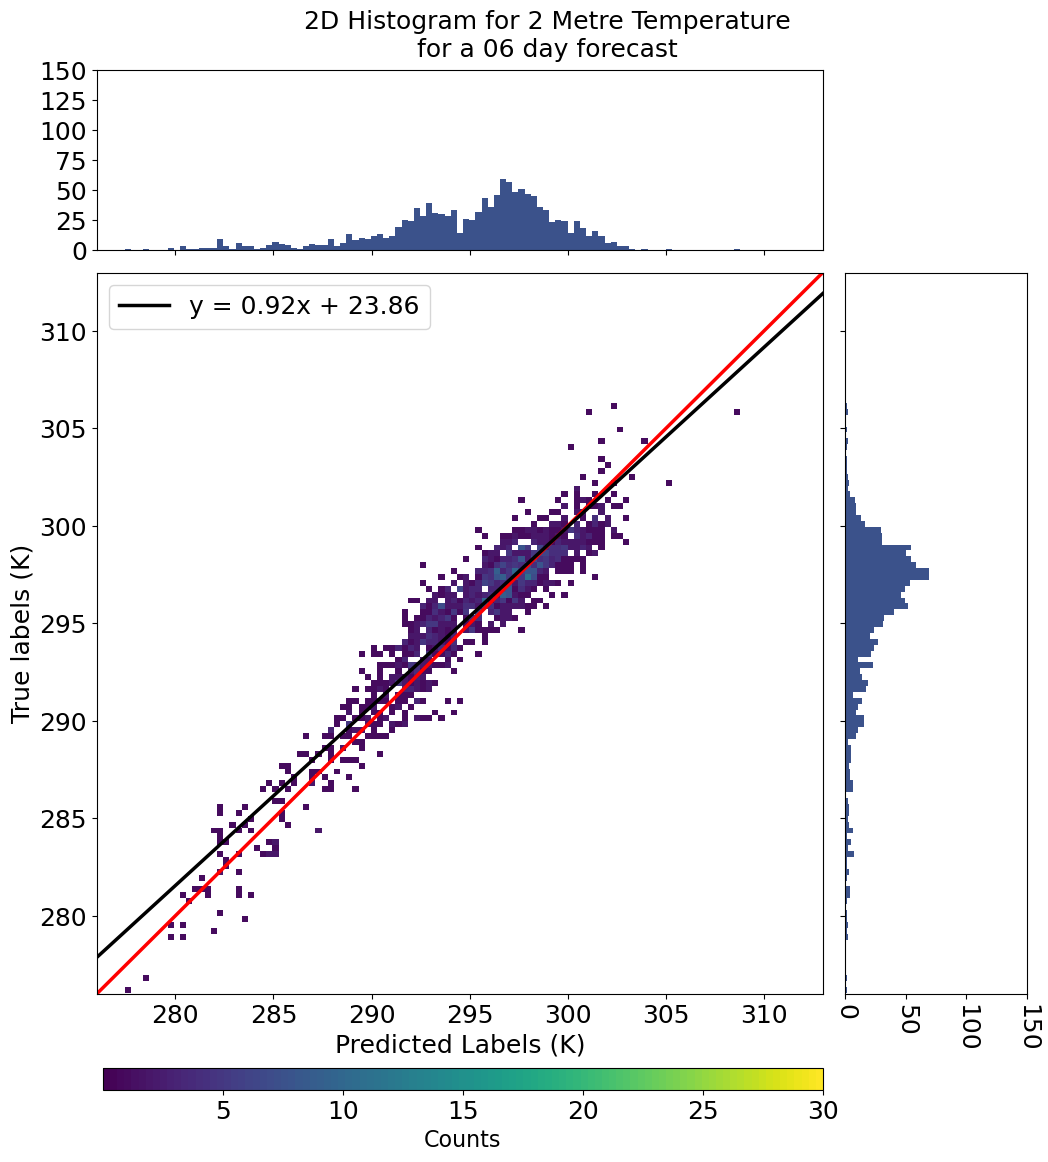 2D Histogram for 2 Metre Temperature
for a 06 day forecast
150
125
100
75
50
25
0
y = 0.92x + 23.86
310
305
300
295
290
285
280
True labels (K)
280 285 290 295 300 305 310
Predicted Labels (K)
0 50 100 150
5 10 15 20 25 30
Counts